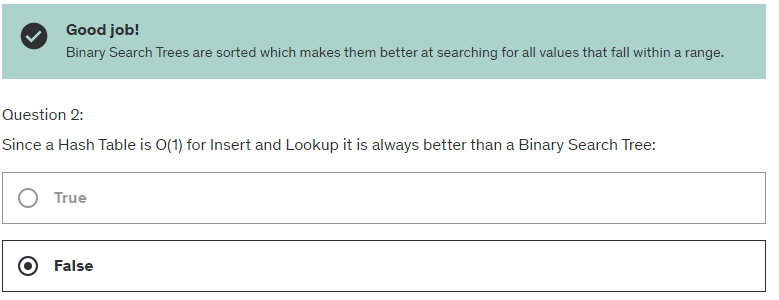 Good job!
Binary Search Trees are sorted which makes them better at searching for all values that fall within a range.
Question 2:
Since a Hash Table is O(1) for Insert and Lookup it is always better than a Binary Search Tree:
True
False